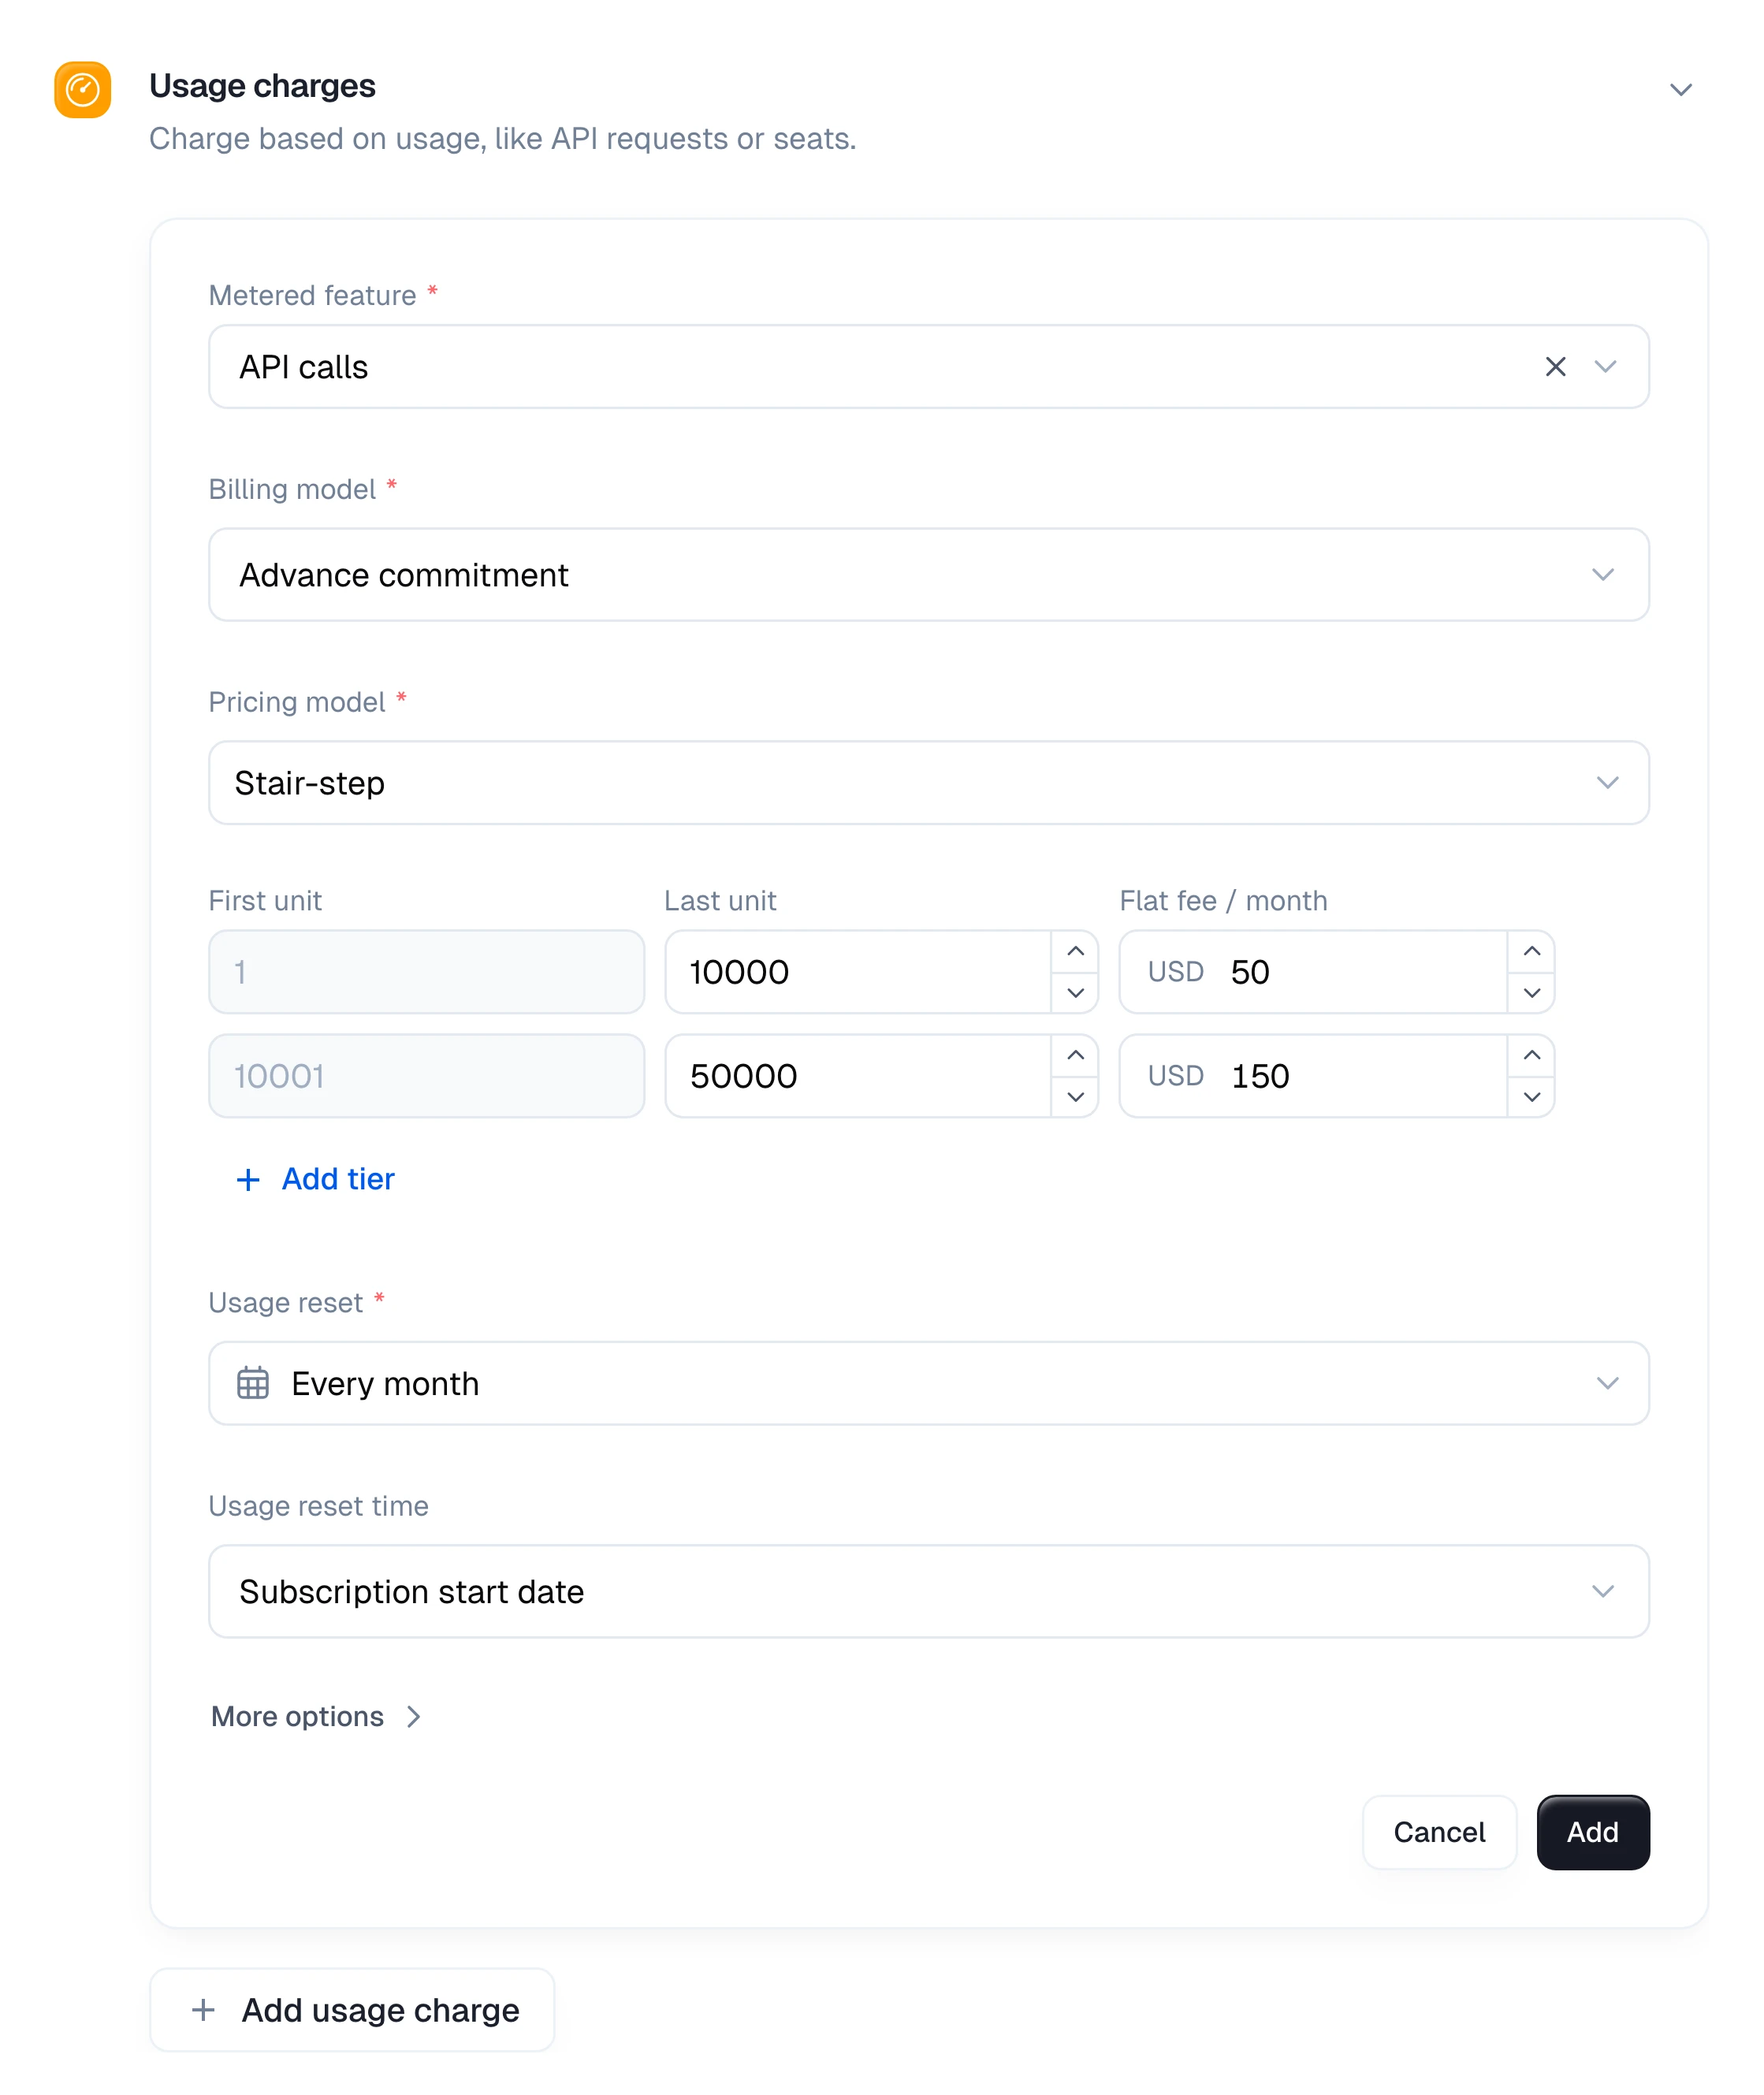 Usage charges
Charge based on usage, like API requests or seats.
Metered feature *
API calls
Billing model *
Advance commitment
Pricing model *
Stair-step
First unit Last unit Flat fee / month
1 10000 USD 50
10001 50000 USD 150
+ Add tier
Usage reset *
Every month
Usage reset time
Subscription start date
More options
Cancel Add
+ Add usage charge